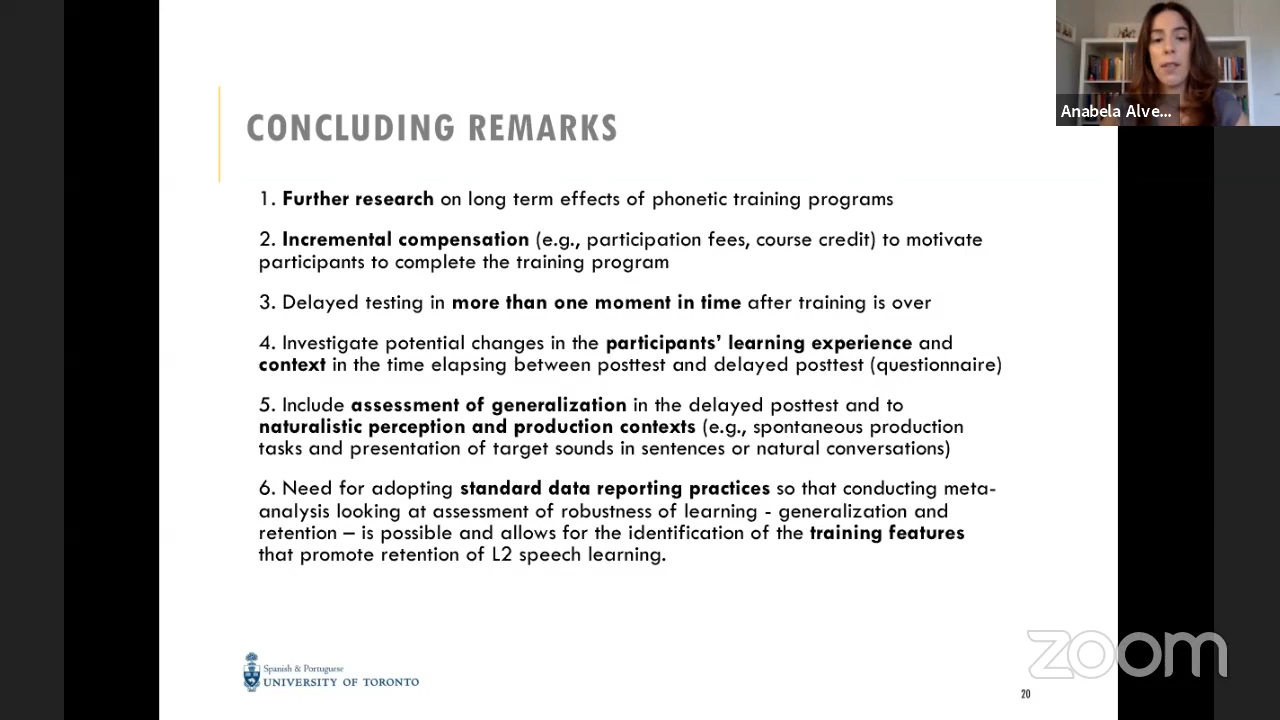 Anabela Alve...
CONCLUDING REMARKS
1. Further research on long term effects of phonetic training programs
2. Incremental compensation (e.g., participation fees, course credit) to motivate
participants to complete the training program
3. Delayed testing in more than one moment in time after training is over
4. Investigate potential changes in the participants' learning experience and
context in the time elapsing between posttest and delayed posttest (questionnaire)
5. Include assessment of generalization in the delayed posttest and to
naturalistic perception and production contexts (e.g., spontaneous production
tasks and presentation of target sounds in sentences or natural conversations)
6. Need for adopting standard data reporting practices so that conducting meta-
analysis looking at assessment of robustness of learning - generalization and
retention – is possible and allows for the identification of the training features
that promote retention of L2 speech learning.
Spanish & Portuguese
UNIVERSITY OF TORONTO
zoom
20